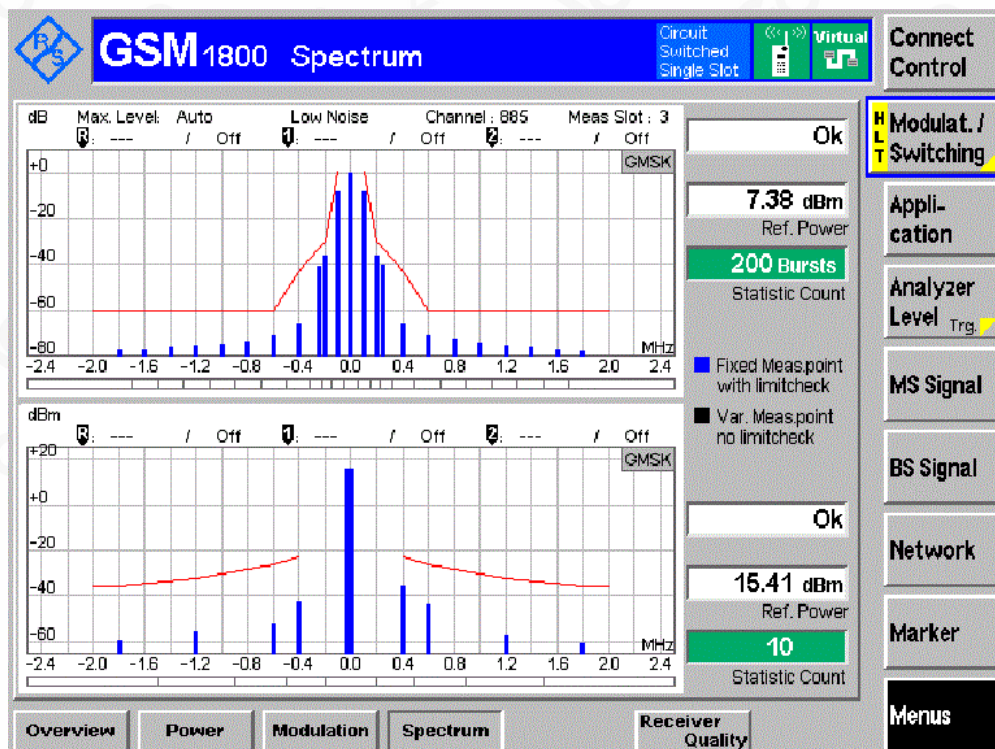 R/S
GSM 1800 Spectrum
Circuit
Switched
Single Slot
Virtual
Connect
Control
dB Max. Level: Auto Low Noise Channel : 885 Meas Slot : 3
R: --- / Off 1: --- / Off 2: --- / Off
GMSK
+0
-20
-40
-60
-80
MHz
-2.4 -2.0 -1.6 -1.2 -0.8 -0.4 0.0 0.4 0.8 1.2 1.6 2.0 2.4
Ok
7.38 dBm
Ref. Power
200 Bursts
Statistic Count
Fixed Meas.point
with limitcheck
Var. Meas.point
no limitcheck
dBm
R: --- / Off 1: --- / Off 2: --- / Off
GMSK
+20
+0
-20
-40
-60
MHz
-2.4 -2.0 -1.6 -1.2 -0.8 -0.4 0.0 0.4 0.8 1.2 1.6 2.0 2.4
Ok
15.41 dBm
Ref. Power
10
Statistic Count
HLT
Modulat. /
Switching
Appli-
cation
Analyzer
Level Trg.
MS Signal
BS Signal
Network
Marker
Menus
Overview Power Modulation Spectrum
Receiver
Quality